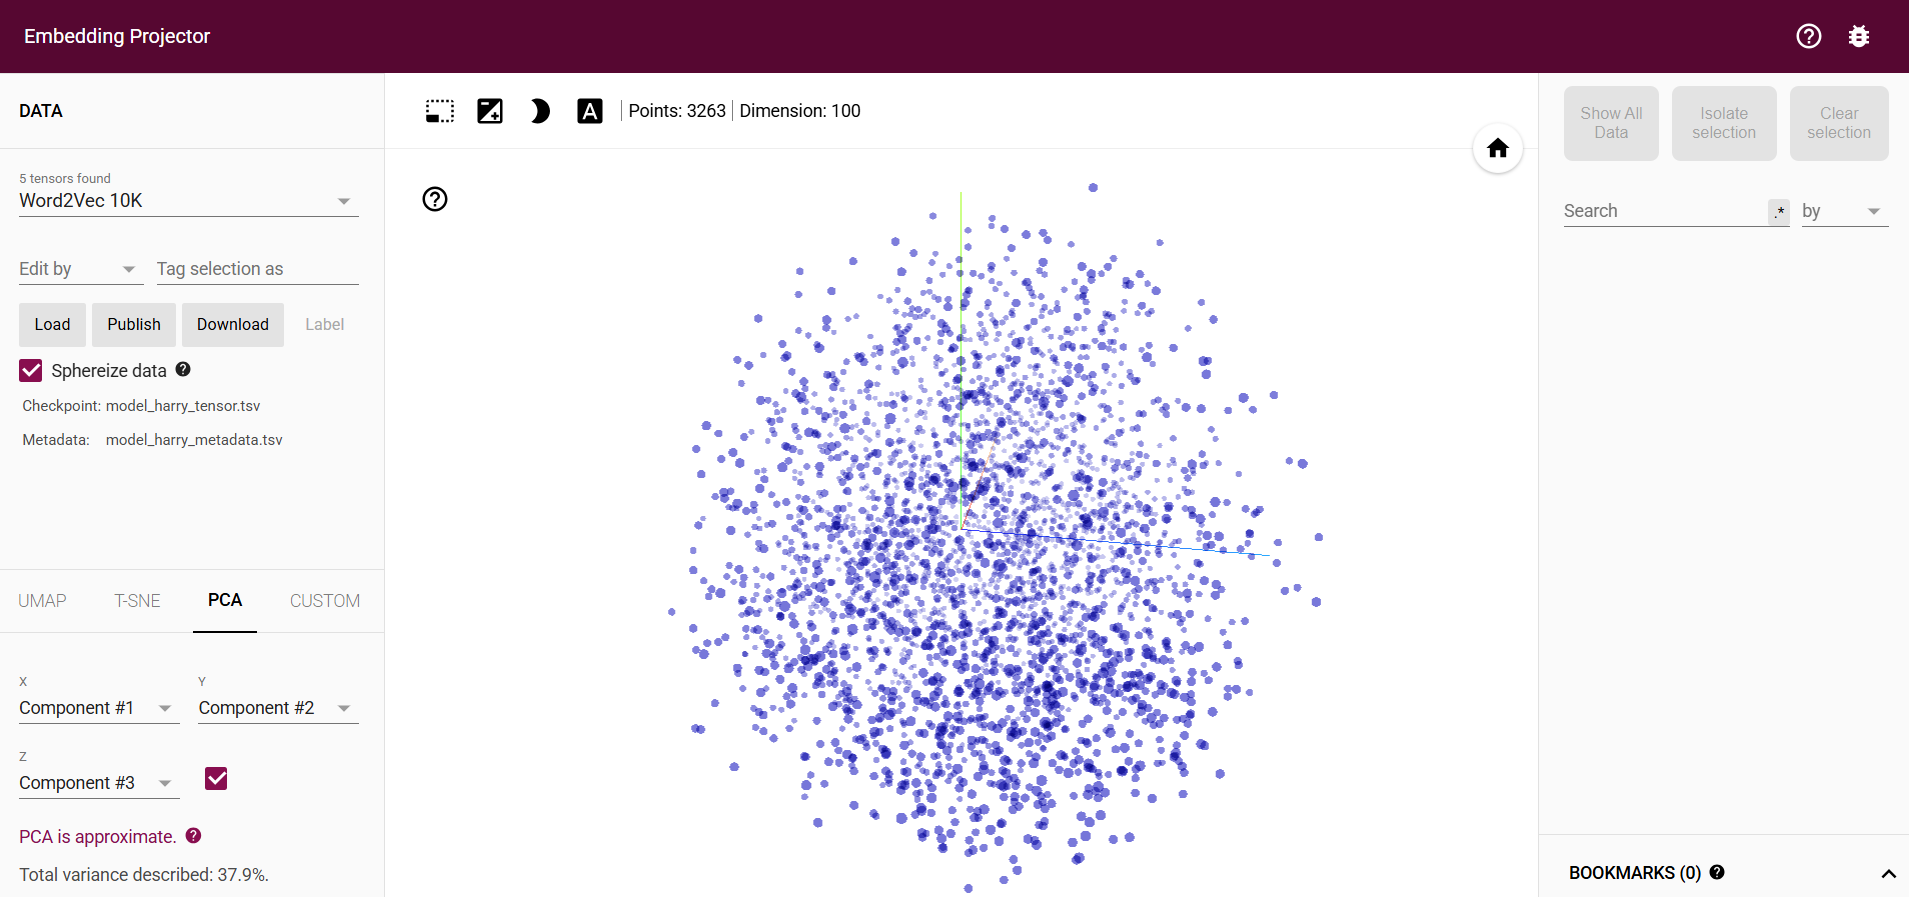 Embedding Projector
DATA
5 tensors found
Word2Vec 10K
Edit by
Tag selection as
Load
Publish
Download
Label
Sphereize data
Checkpoint: model_harry_tensor.tsv
Metadata: model_harry_metadata.tsv
UMAP
T-SNE
PCA
CUSTOM
X
Y
Component #1
Component #2
Z
Component #3
PCA is approximate.
Total variance described: 37.9%.
A
Points: 3263
Dimension: 100
Show All
Data
Isolate
selection
Clear
selection
Search
.*
by
BOOKMARKS (0)